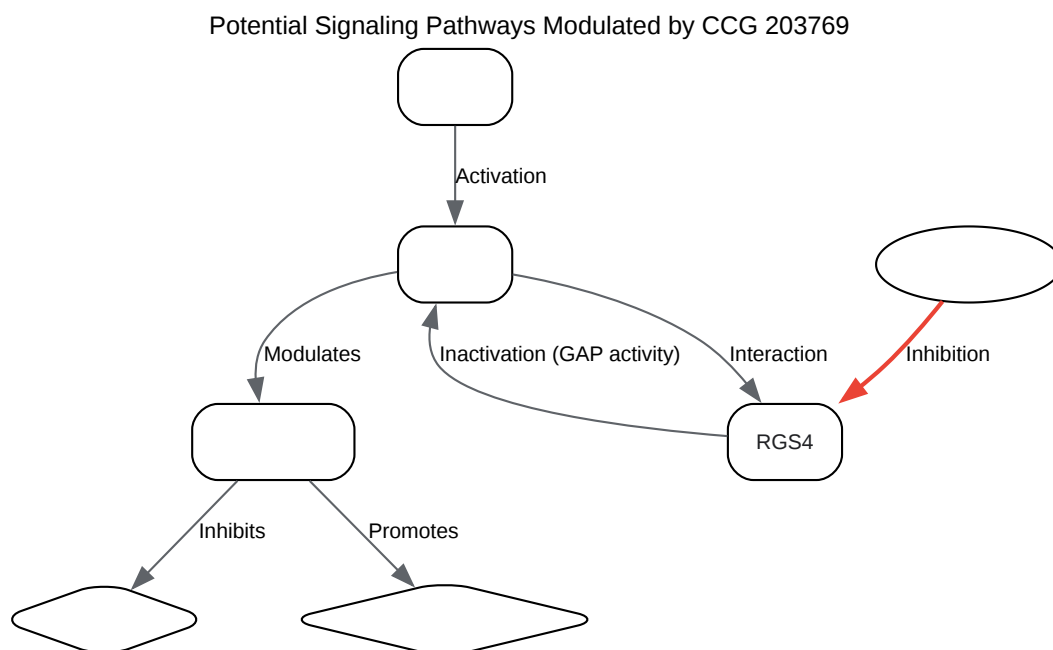 Potential Signaling Pathways Modulated by CCG 203769
Activation
Modulates
Inactivation (GAP activity)
Interaction
Inhibition
RGS4
Inhibits
Promotes